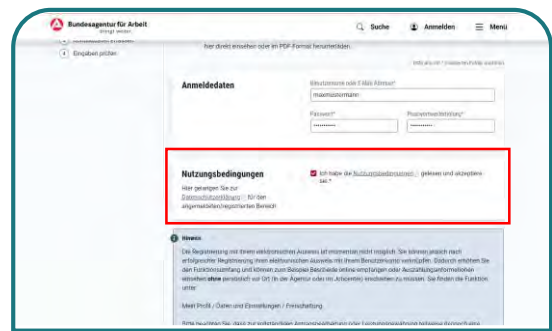 Bundesagentur für Arbeit
bringt weiter.
Suche
Anmelden
Menü
4 Eingaben prüfen
hier direkt einsehen oder im PDF-Format herunterladen.
Anmeldedaten
Benutzername oder E-Mail-Adresse*
maxmustermann
Passwort*
Passwortwiederholung*
Nutzungsbedingungen
Ich habe die Nutzungsbedingungen gelesen und akzeptiere
sie.*
Hier gelangen Sie zur
Datenschutzerklärung für den
angemeldeten/registrierten Bereich.
Hinweis
Die Registrierung mit Ihrem elektronischen Ausweis ist momentan nicht möglich. Sie können jedoch nach
erfolgreicher Registrierung Ihren elektronischen Ausweis mit Ihrem Benutzerkonto verknüpfen. Dadurch erhöhen Sie
den Funktionsumfang und können zum Beispiel Bescheide online empfangen oder Auszahlungsinformationen
einsehen ohne persönlich vor Ort (in der Agentur oder im Jobcenter) erscheinen zu müssen. Sie finden die Funktion
unter:
Mein Profil / Daten und Einstellungen / Freischaltung.